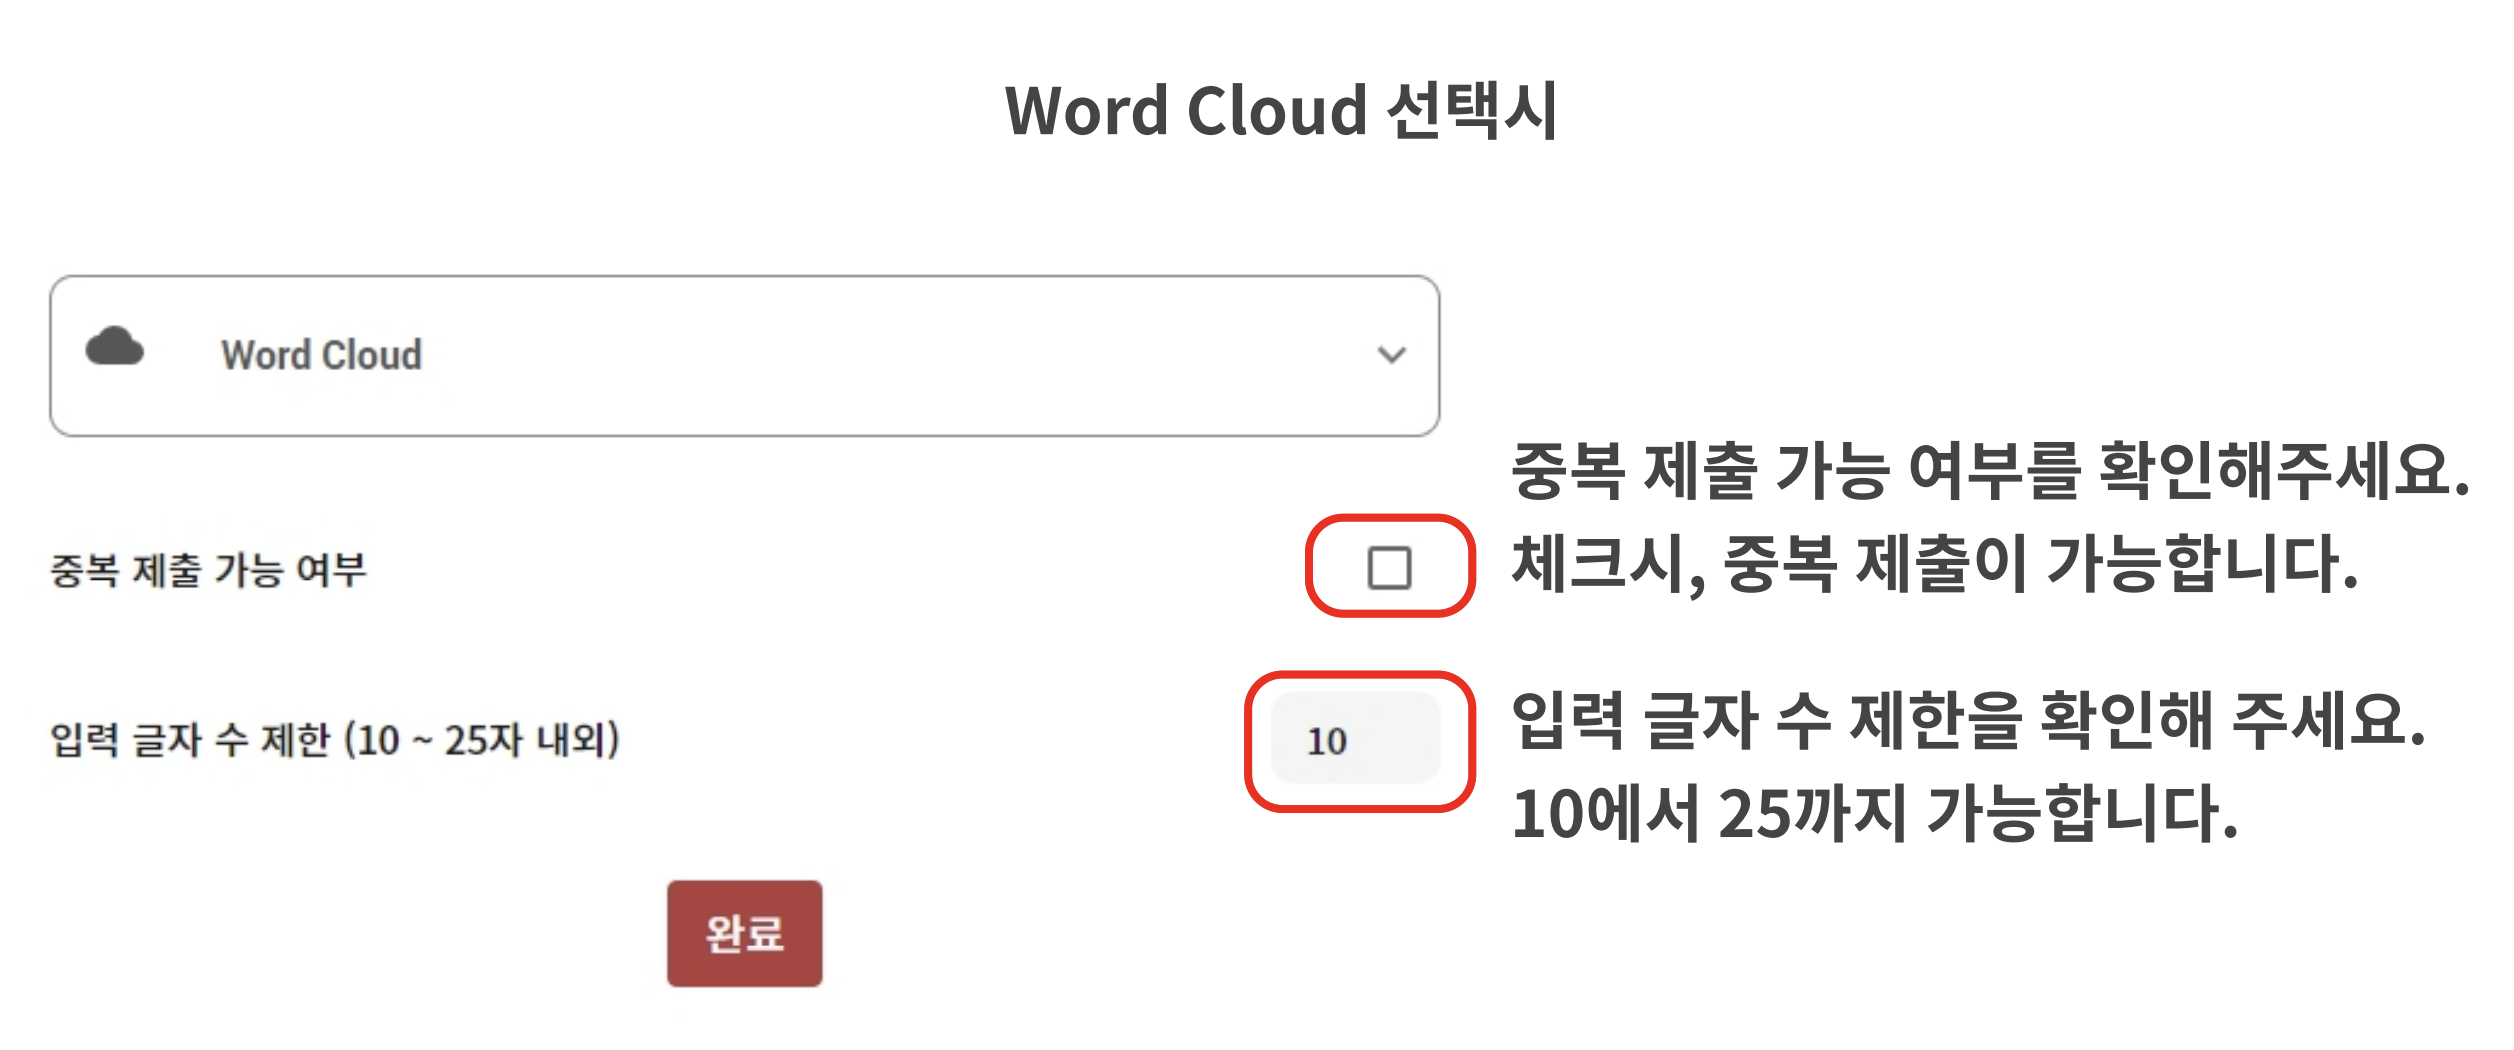 Word Cloud 선택시
Word Cloud
중복 제출 가능 여부를 확인해주세요.
체크시, 중복 제출이 가능합니다.
중복 제출 가능 여부
입력 글자 수 제한을 확인해 주세요.
10에서 25까지 가능합니다.
입력 글자 수 제한 (10 ~ 25자 내외)
10
완료